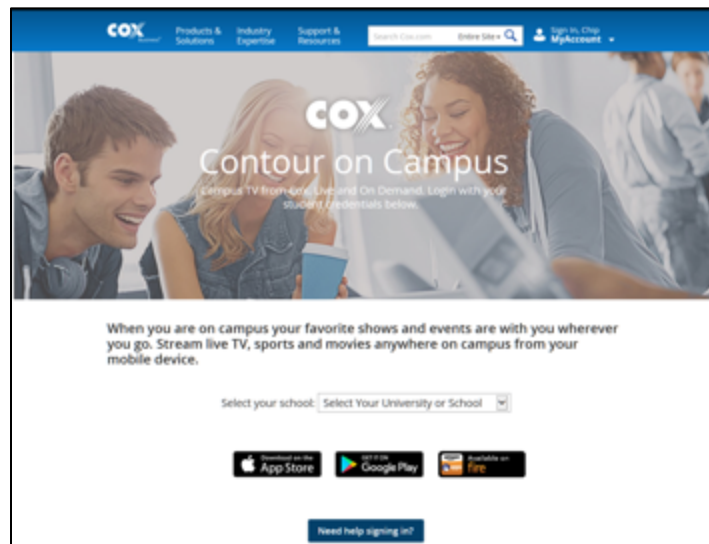 COX
Business
Products & Solutions
Industry Expertise
Support & Resources
Search Cox.com
Entire Site
Sign In, Chip
MyAccount
COX
Contour on Campus
Campus TV from Cox. Live and On Demand. Login with your
student credentials below.
When you are on campus your favorite shows and events are with you wherever
you go. Stream live TV, sports and movies anywhere on campus from your
mobile device.
Select your school: Select Your University or School
Download on the
App Store
GET IT ON
Google Play
Available on
fire
Need help signing in?